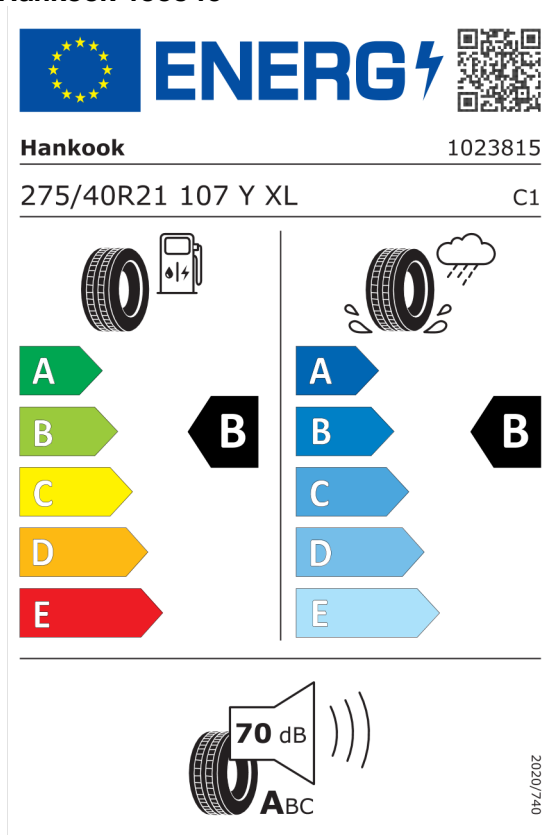 ENERG
Hankook 1023815
275/40R21 107 Y XL C1
A A
B B B B
C C
D D
E E
70 dB
ABC
2020/740